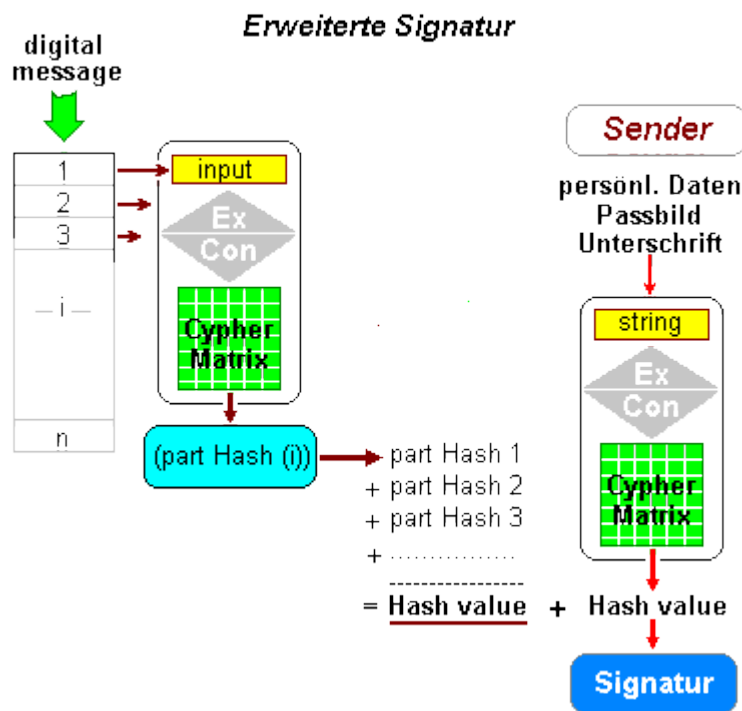 Erweiterte Signatur
digital
message
1
2
3
i
n
input
Ex
Con
Cypher
Matrix
(part Hash (i))
part Hash 1
+ part Hash 2
+ part Hash 3
+ ................
----------------
= Hash value + Hash value
Sender
persönl. Daten
Passbild
Unterschrift
string
Ex
Con
Cypher
Matrix
Signatur